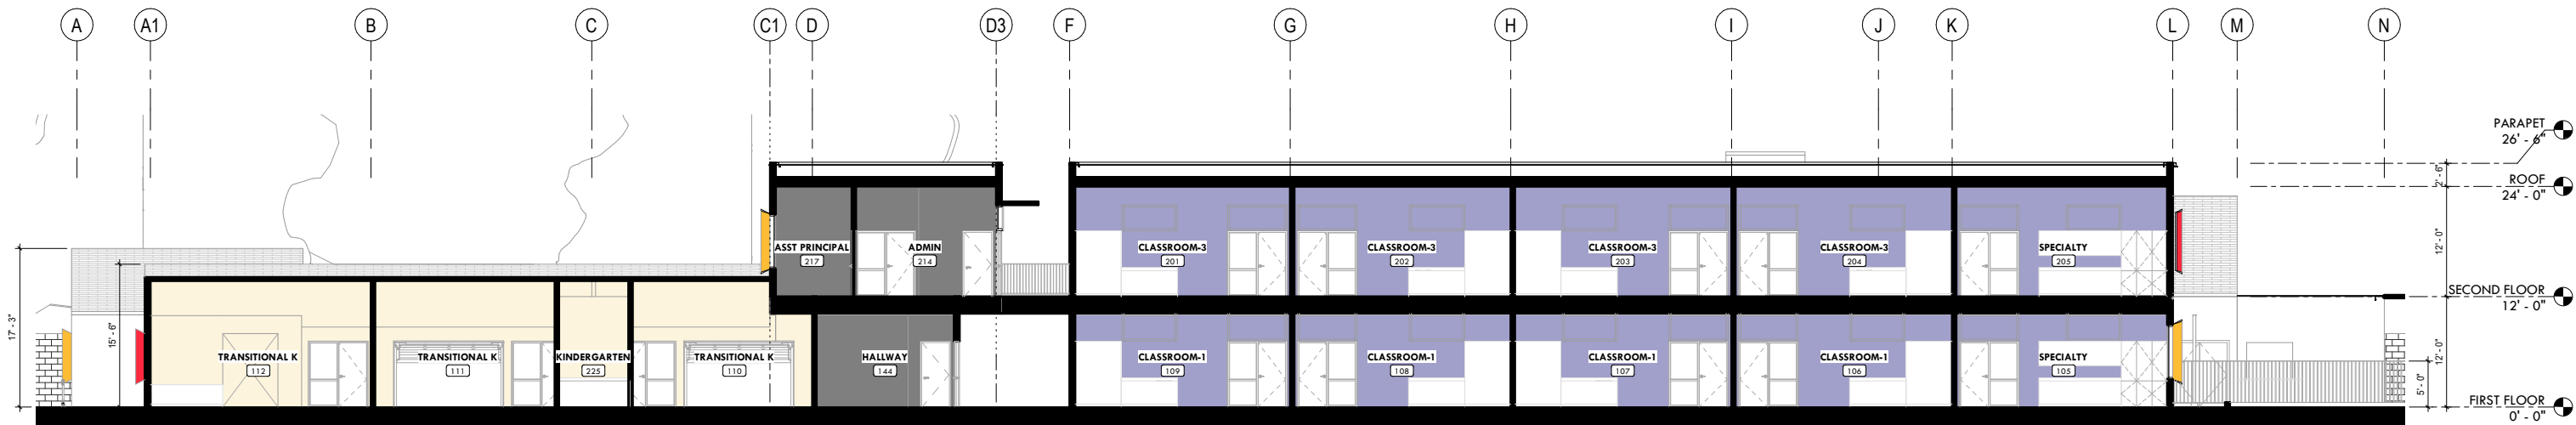 A A1 B C C1 D D3 F G H I J K L M N
PARAPET
26' - 6"
ROOF
24' - 0"
2' - 6"
ASST PRINCIPAL ADMIN CLASSROOM-3 CLASSROOM-3 CLASSROOM-3 CLASSROOM-3 SPECIALTY
217 214 201 202 203 204 205
12' - 0"
SECOND FLOOR
12' - 0"
17' - 3"
15' - 6"
TRANSITIONAL K TRANSITIONAL K KINDERGARTEN TRANSITIONAL K HALLWAY CLASSROOM-1 CLASSROOM-1 CLASSROOM-1 CLASSROOM-1 SPECIALTY
112 111 225 110 144 109 108 107 106 105
12' - 0"
5' - 0"
FIRST FLOOR
0' - 0"